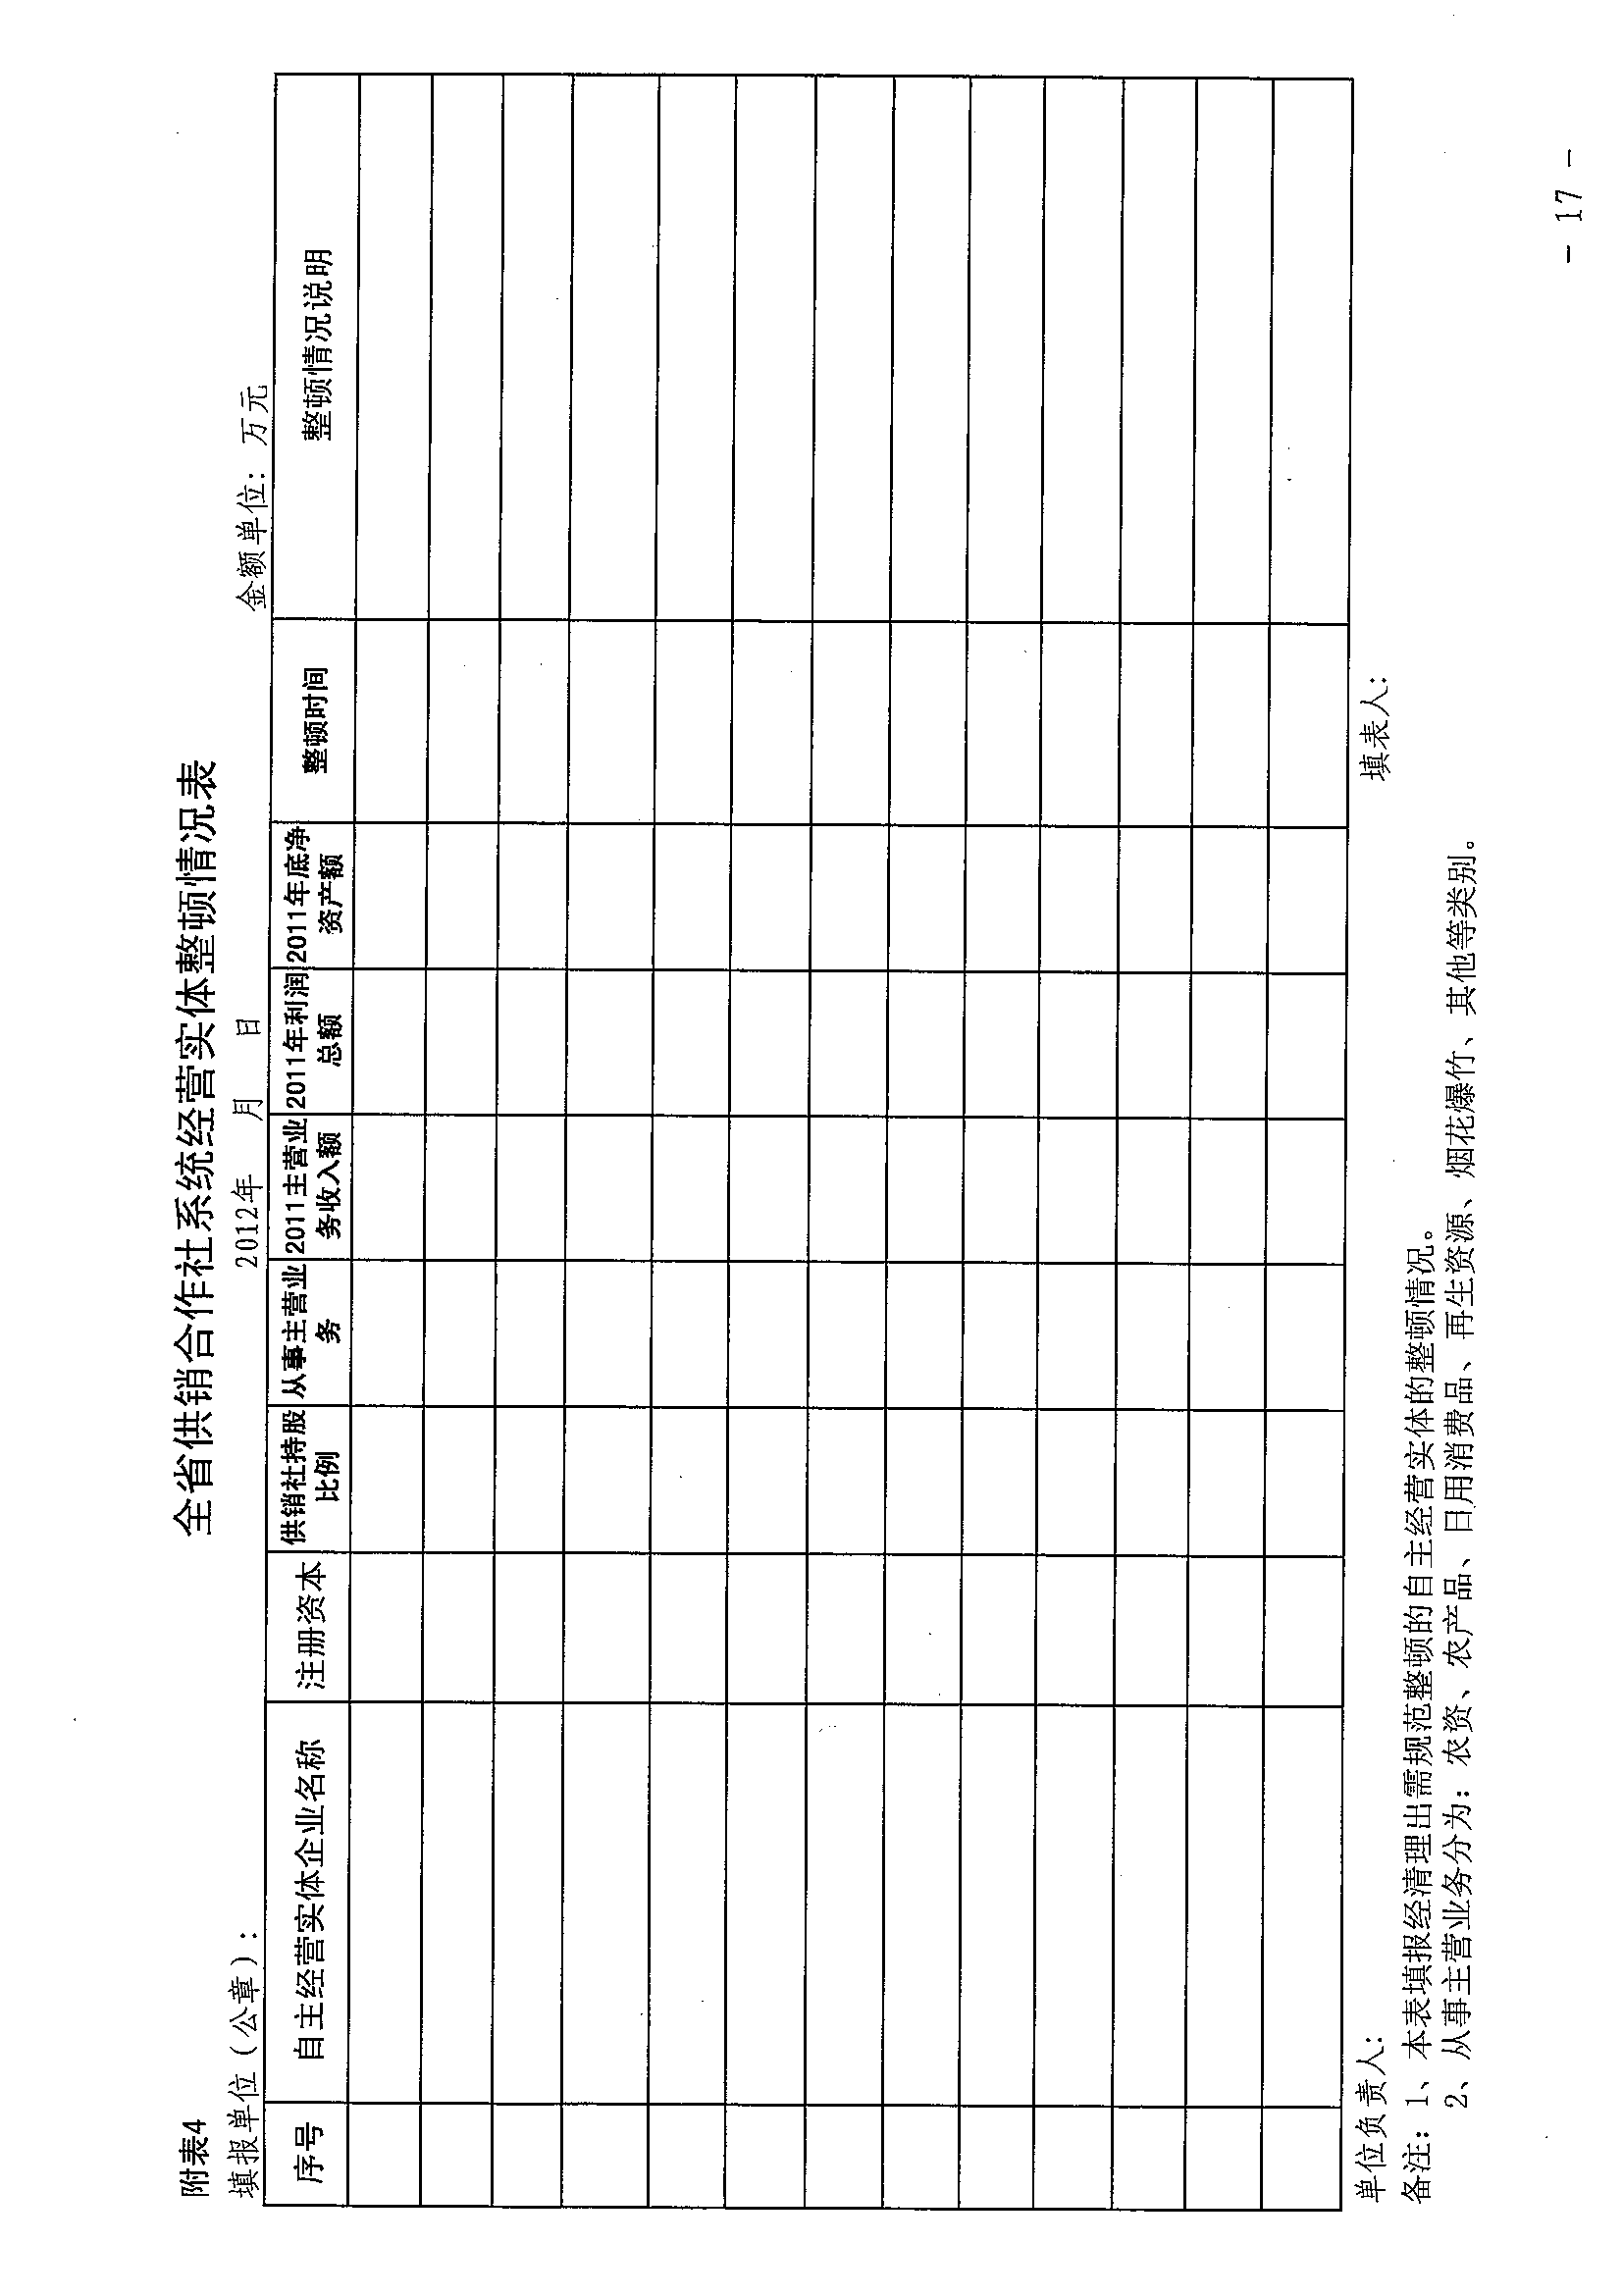 附表4
全省供销合作社系统经营实体整顿情况表
填报单位（公章）： 2012年 月 日 金额单位：万元
序号 自主经营实体企业名称 注册资本 供销社持股比例 从事主营业务 2011主营业务收入额 2011年利润总额 2011年底净资产额 整顿时间 整顿情况说明
单位负责人： 填表人：
备注：1、本表填报经清理出需规范整顿的自主经营实体的整顿情况。
2、从事主营业务分为：农资、农产品、日用消费品、再生资源、烟花爆竹、其他等类别。
- 17 -